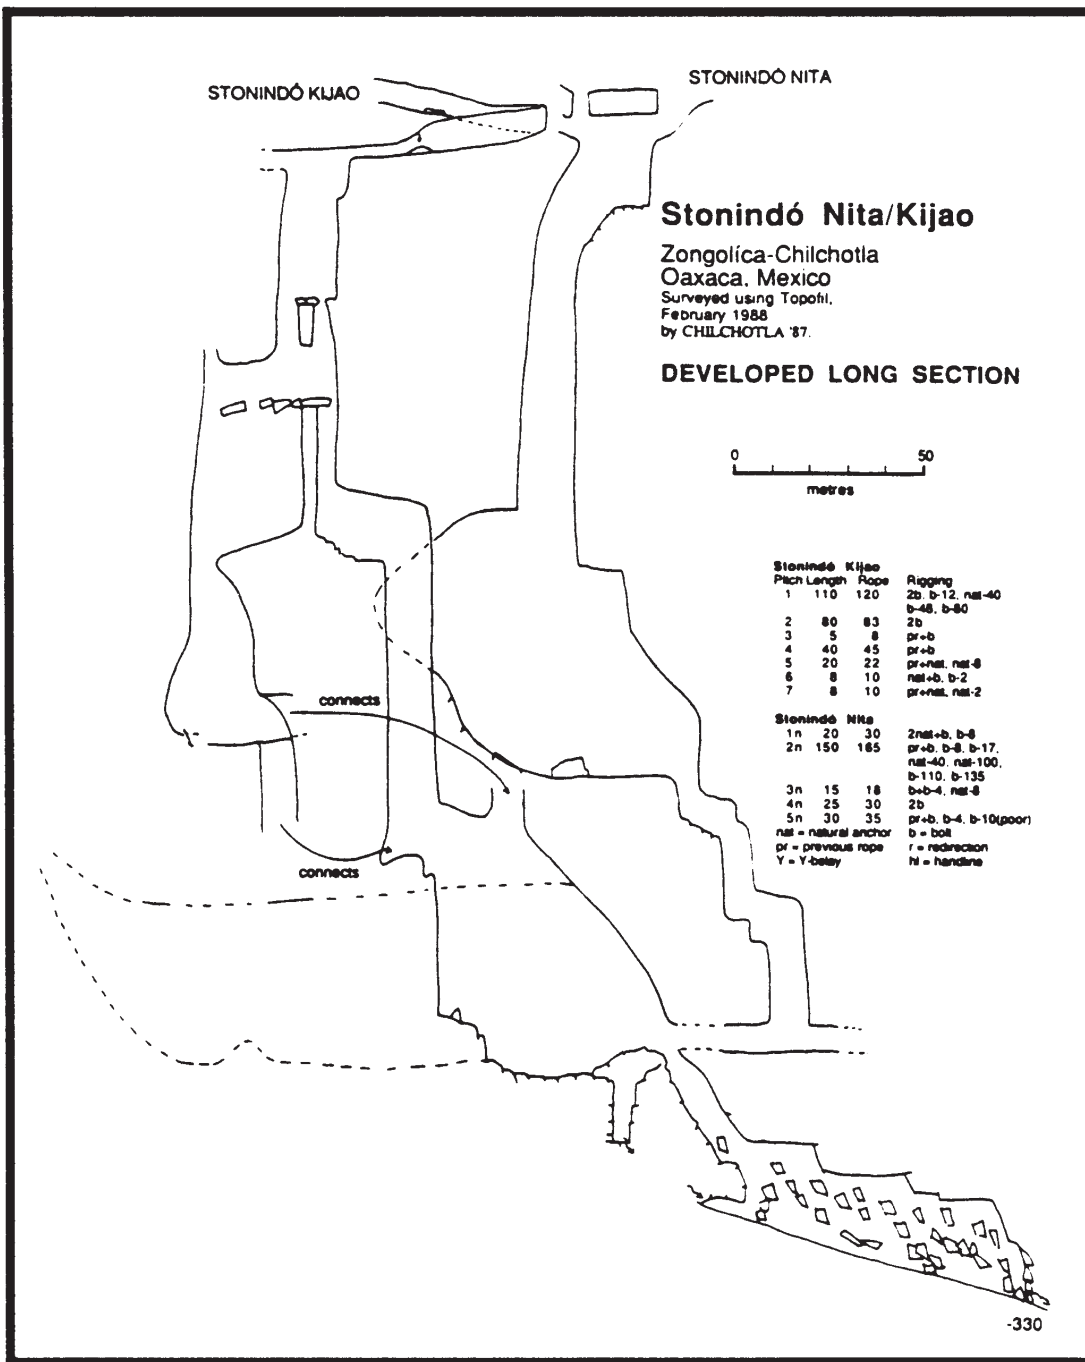 STONINDÓ KIJAO
STONINDÓ NITA
Stonindó Nita/Kijao
Zongolíca-Chilchotla
Oaxaca, Mexico
Surveyed using Topofil,
February 1988
by CHILCHOTLA '87.
DEVELOPED LONG SECTION
0 50
metres
Stonindó Kijao
Pitch Length Rope Rigging
1 110 120 2b, b-12, nat-40
b-48, b-80
2 80 83 2b
3 5 8 pr+b
4 40 45 pr+b
5 20 22 pr+nat, nat-8
6 8 10 nat+b, b-2
7 8 10 pr+nat, nat-2
Stonindó Nita
1n 20 30 2nat+b, b-8
2n 150 165 pr+b, b-8, b-17,
nat-40, nat-100,
b-110, b-135
3n 15 18 b+b-4, nat-8
4n 25 30 2b
5n 30 35 pr+b, b-4, b-10(poor)
nat = natural anchor b = bolt
pr = previous rope r = redirection
Y = Y-belay hl = handline
connects
connects
-330